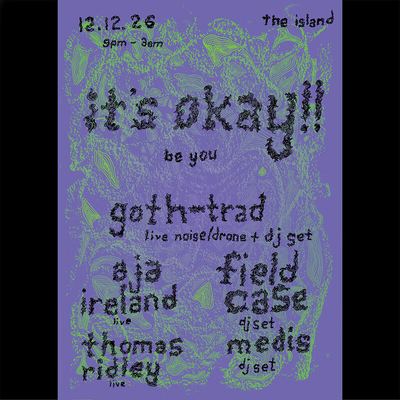 12.12.26
the island
9pm - 3am
it's okay!!
be you
goth-trad
live noise/drone + dj set
aja
ireland
live
field
case
dj set
thomas
ridley
live
medis
dj set